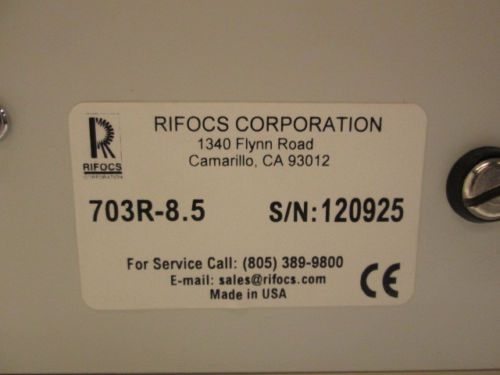 RIFOCS CORPORATION
1340 Flynn Road
Camarillo, CA 93012
RIFOCS
CORPORATION
703R-8.5 S/N:120925
For Service Call: (805) 389-9800
E-mail: sales@rifocs.com
Made in USA
CE